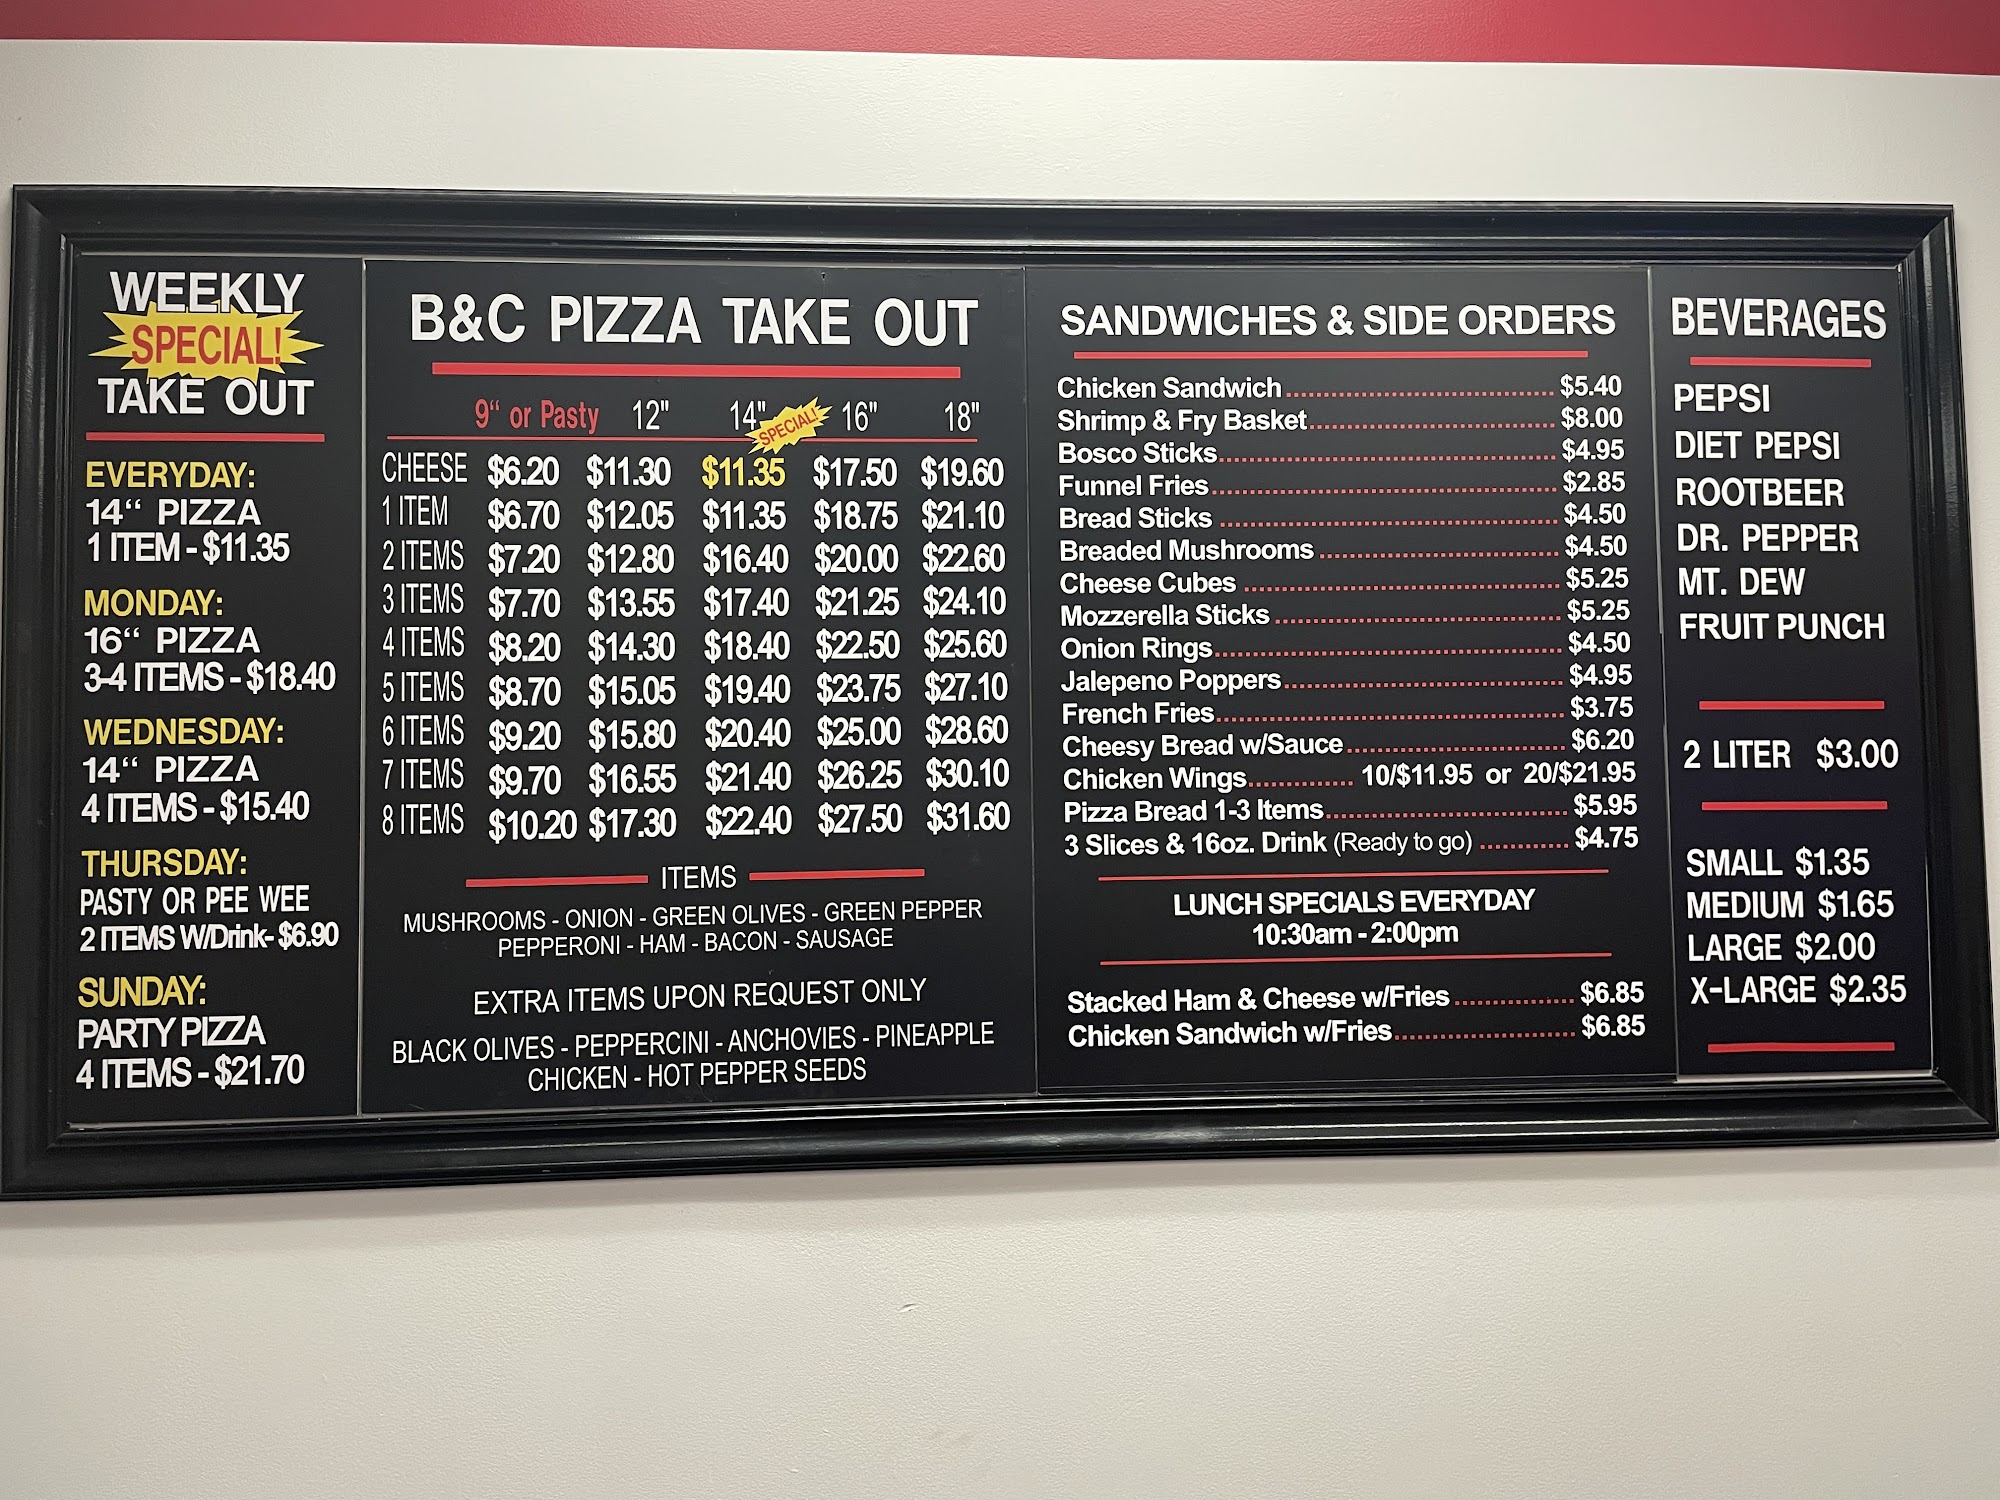 WEEKLY
SPECIAL!
TAKE OUT
EVERYDAY:
14“ PIZZA
1 ITEM - $11.35
MONDAY:
16“ PIZZA
3-4 ITEMS - $18.40
WEDNESDAY:
14“ PIZZA
4 ITEMS - $15.40
THURSDAY:
PASTY OR PEE WEE
2 ITEMS W/Drink- $6.90
SUNDAY:
PARTY PIZZA
4 ITEMS - $21.70
B&C PIZZA TAKE OUT
9“ or Pasty 12" 14" SPECIAL! 16" 18"
CHEESE $6.20 $11.30 $11.35 $17.50 $19.60
1 ITEM $6.70 $12.05 $11.35 $18.75 $21.10
2 ITEMS $7.20 $12.80 $16.40 $20.00 $22.60
3 ITEMS $7.70 $13.55 $17.40 $21.25 $24.10
4 ITEMS $8.20 $14.30 $18.40 $22.50 $25.60
5 ITEMS $8.70 $15.05 $19.40 $23.75 $27.10
6 ITEMS $9.20 $15.80 $20.40 $25.00 $28.60
7 ITEMS $9.70 $16.55 $21.40 $26.25 $30.10
8 ITEMS $10.20 $17.30 $22.40 $27.50 $31.60
ITEMS
MUSHROOMS - ONION - GREEN OLIVES - GREEN PEPPER
PEPPERONI - HAM - BACON - SAUSAGE
EXTRA ITEMS UPON REQUEST ONLY
BLACK OLIVES - PEPPERCINI - ANCHOVIES - PINEAPPLE
CHICKEN - HOT PEPPER SEEDS
SANDWICHES & SIDE ORDERS
Chicken Sandwich $5.40
Shrimp & Fry Basket $8.00
Bosco Sticks $4.95
Funnel Fries $2.85
Bread Sticks $4.50
Breaded Mushrooms $4.50
Cheese Cubes $5.25
Mozzerella Sticks $5.25
Onion Rings $4.50
Jalepeno Poppers $4.95
French Fries $3.75
Cheesy Bread w/Sauce $6.20
Chicken Wings 10/$11.95 or 20/$21.95
Pizza Bread 1-3 Items $5.95
3 Slices & 16oz. Drink (Ready to go) $4.75
LUNCH SPECIALS EVERYDAY
10:30am - 2:00pm
Stacked Ham & Cheese w/Fries $6.85
Chicken Sandwich w/Fries $6.85
BEVERAGES
PEPSI
DIET PEPSI
ROOTBEER
DR. PEPPER
MT. DEW
FRUIT PUNCH
2 LITER $3.00
SMALL $1.35
MEDIUM $1.65
LARGE $2.00
X-LARGE $2.35